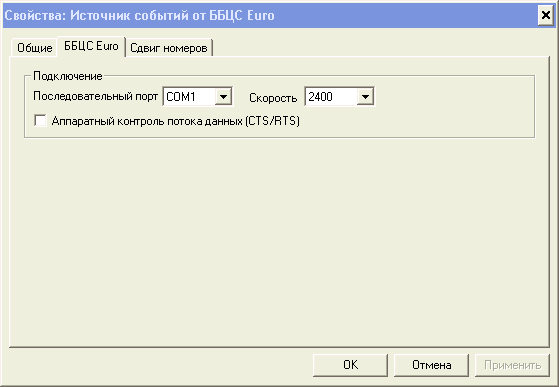 Свойства: Источник событий от ББЦС Euro
Общие ББЦС Euro Сдвиг номеров
Подключение
Последовательный порт COM1 Скорость 2400
Аппаратный контроль потока данных (CTS/RTS)
OK Отмена Применить